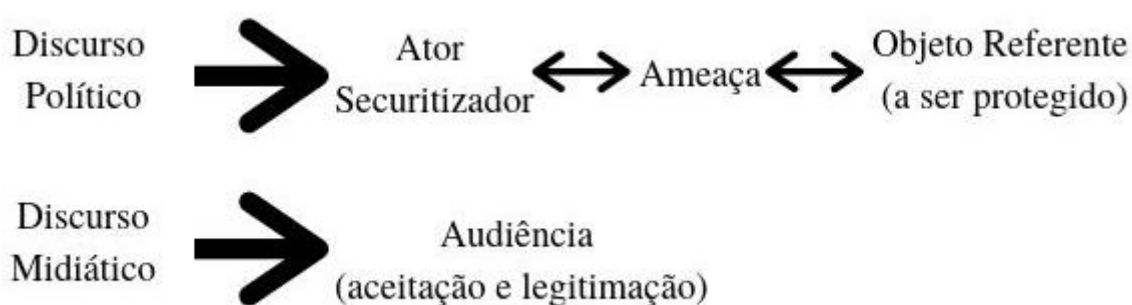 Discurso
Político
Ator
Securitizador
Ameaça
Objeto Referente
(a ser protegido)
Discurso
Midiático
Audiência
(aceitação e legitimação)